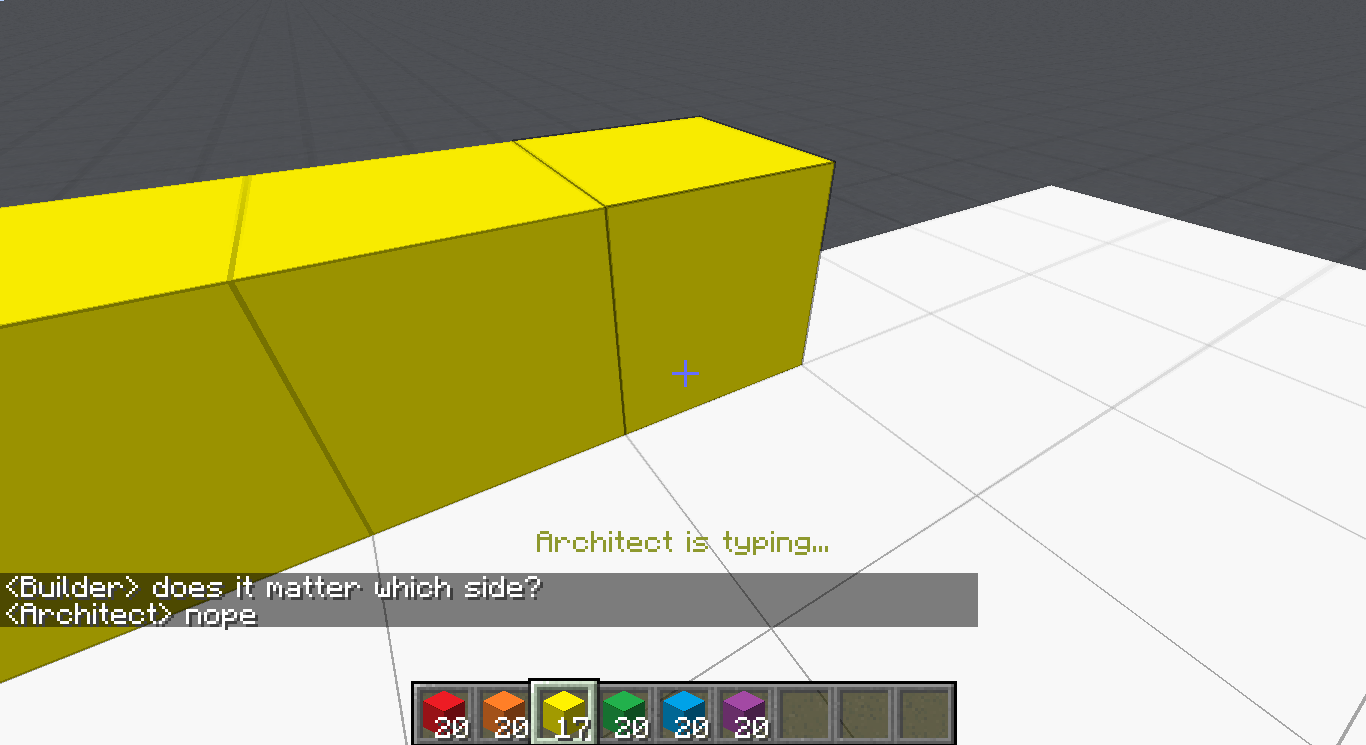 Architect is typing...
<Builder> does it matter which side?
<Architect> nope
20 20 17 20 20 20